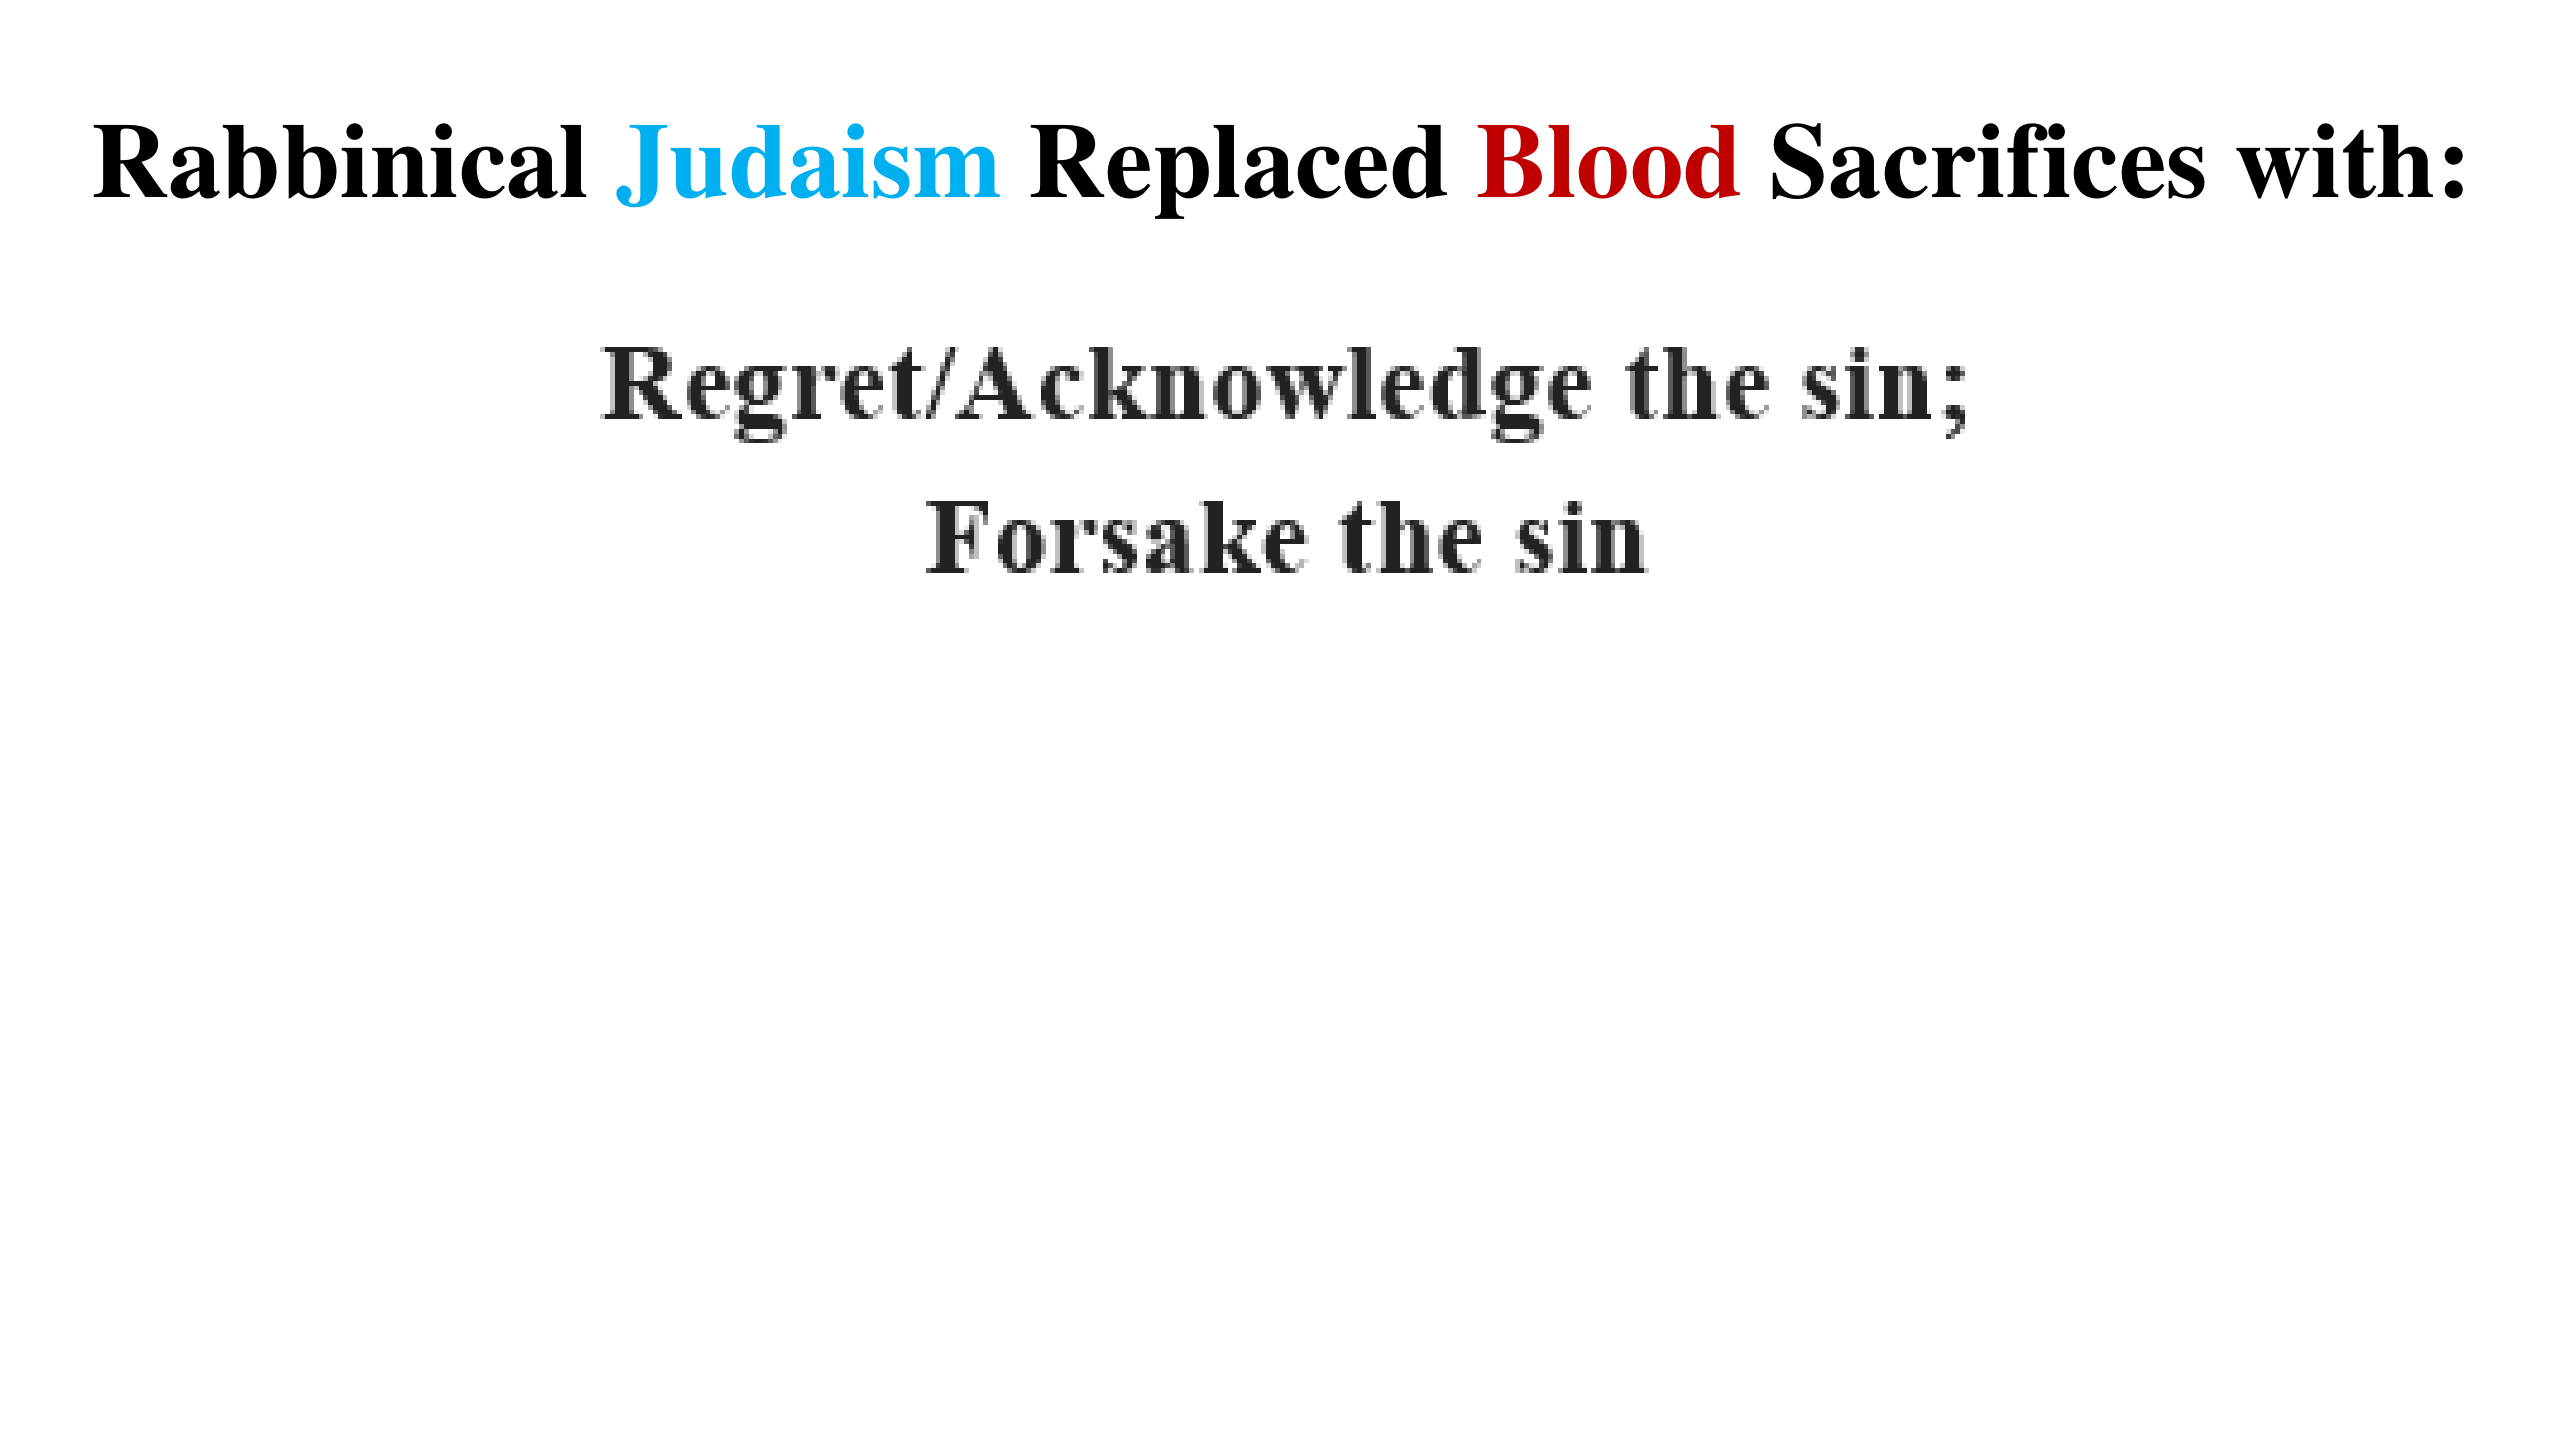 Rabbinical Judaism Replaced Blood Sacrifices with:
Regret/Acknowledge the sin;
Forsake the sin